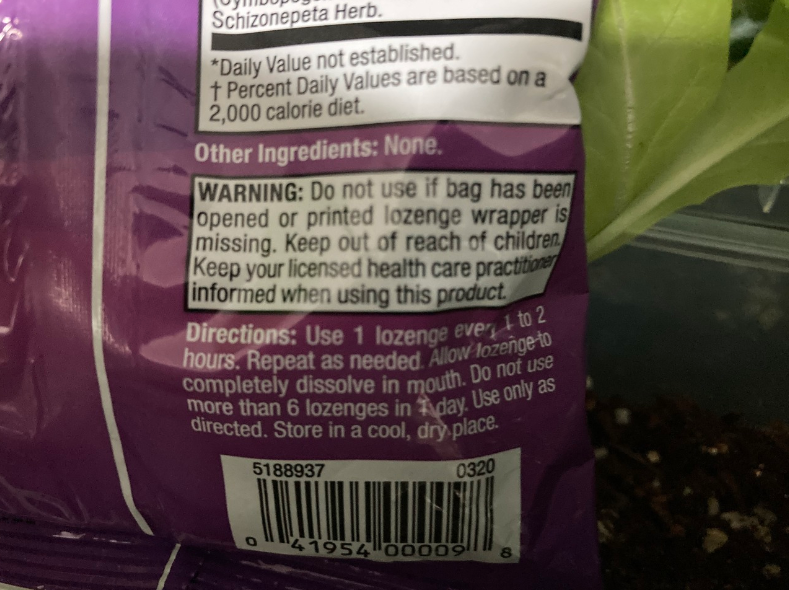 Schizonepeta Herb.
*Daily Value not established.
† Percent Daily Values are based on a
2,000 calorie diet.
Other Ingredients: None.
WARNING: Do not use if bag has been
opened or printed lozenge wrapper is
missing. Keep out of reach of children.
Keep your licensed health care practitioner
informed when using this product.
Directions: Use 1 lozenge every 1 to 2
hours. Repeat as needed. Allow lozenge to
completely dissolve in mouth. Do not use
more than 6 lozenges in 1 day. Use only as
directed. Store in a cool, dry place.
5188937 0320
0 41954 00009 8